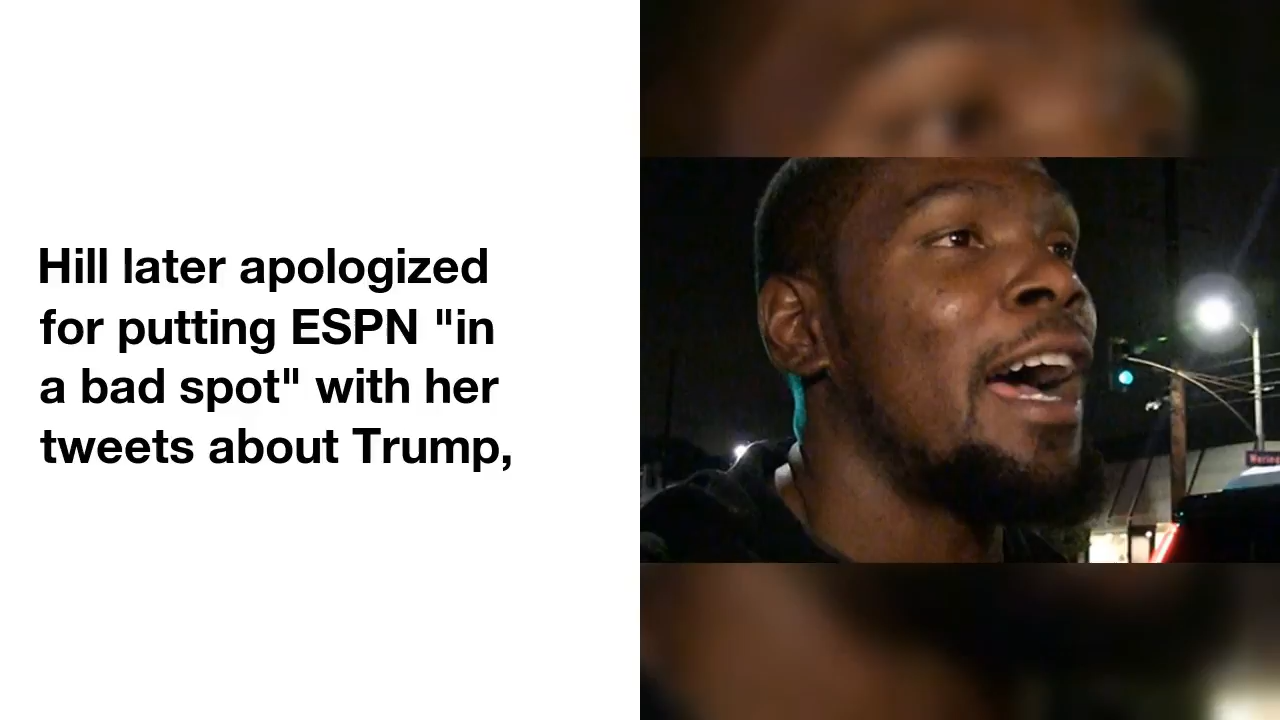 Hill later apologized
for putting ESPN "in
a bad spot" with her
tweets about Trump,